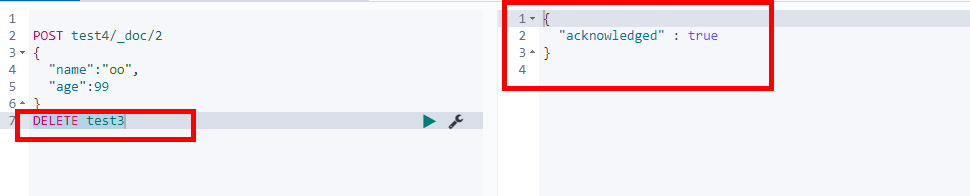 1
2 POST test4/_doc/2
3 {
4 "name":"oo",
5 "age":99
6 }
7 DELETE test3
1 {
2 "acknowledged" : true
3 }
4